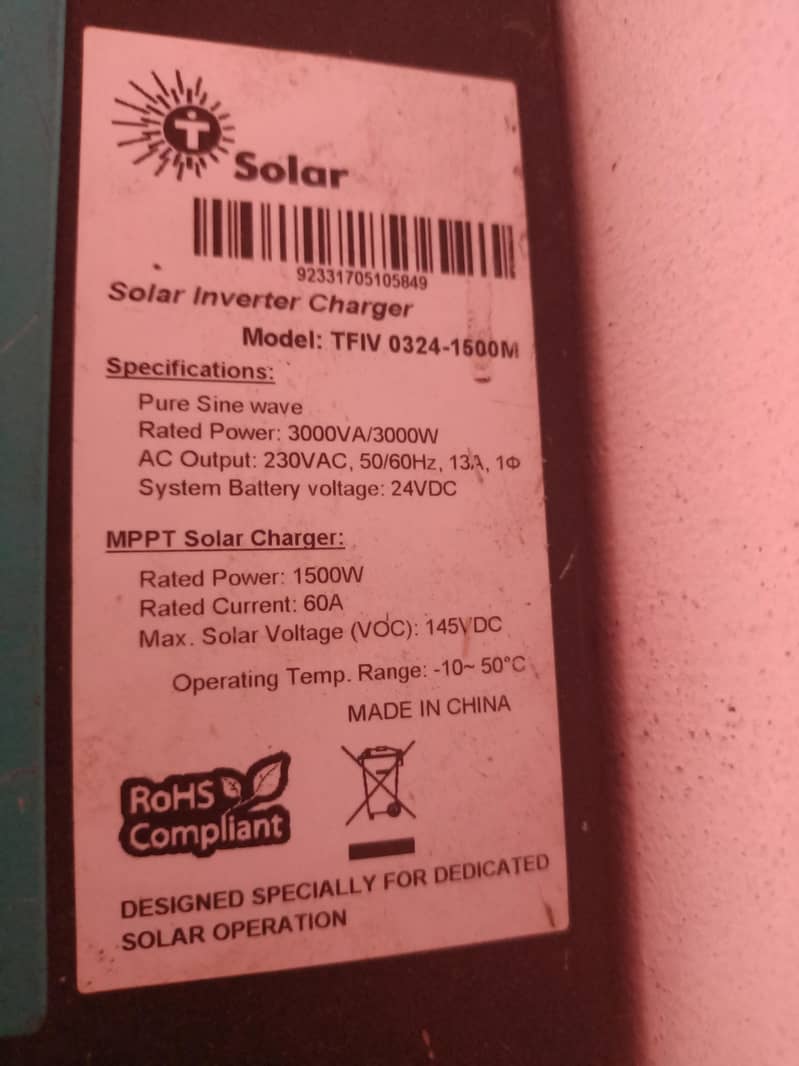 T
Solar
92331705105849
Solar Inverter Charger
Model: TFIV 0324-1500M
Specifications:
Pure Sine wave
Rated Power: 3000VA/3000W
AC Output: 230VAC, 50/60Hz, 13A, 1Φ
System Battery voltage: 24VDC
MPPT Solar Charger:
Rated Power: 1500W
Rated Current: 60A
Max. Solar Voltage (VOC): 145VDC
Operating Temp. Range: -10~ 50°C
MADE IN CHINA
RoHS
Compliant
DESIGNED SPECIALLY FOR DEDICATED
SOLAR OPERATION